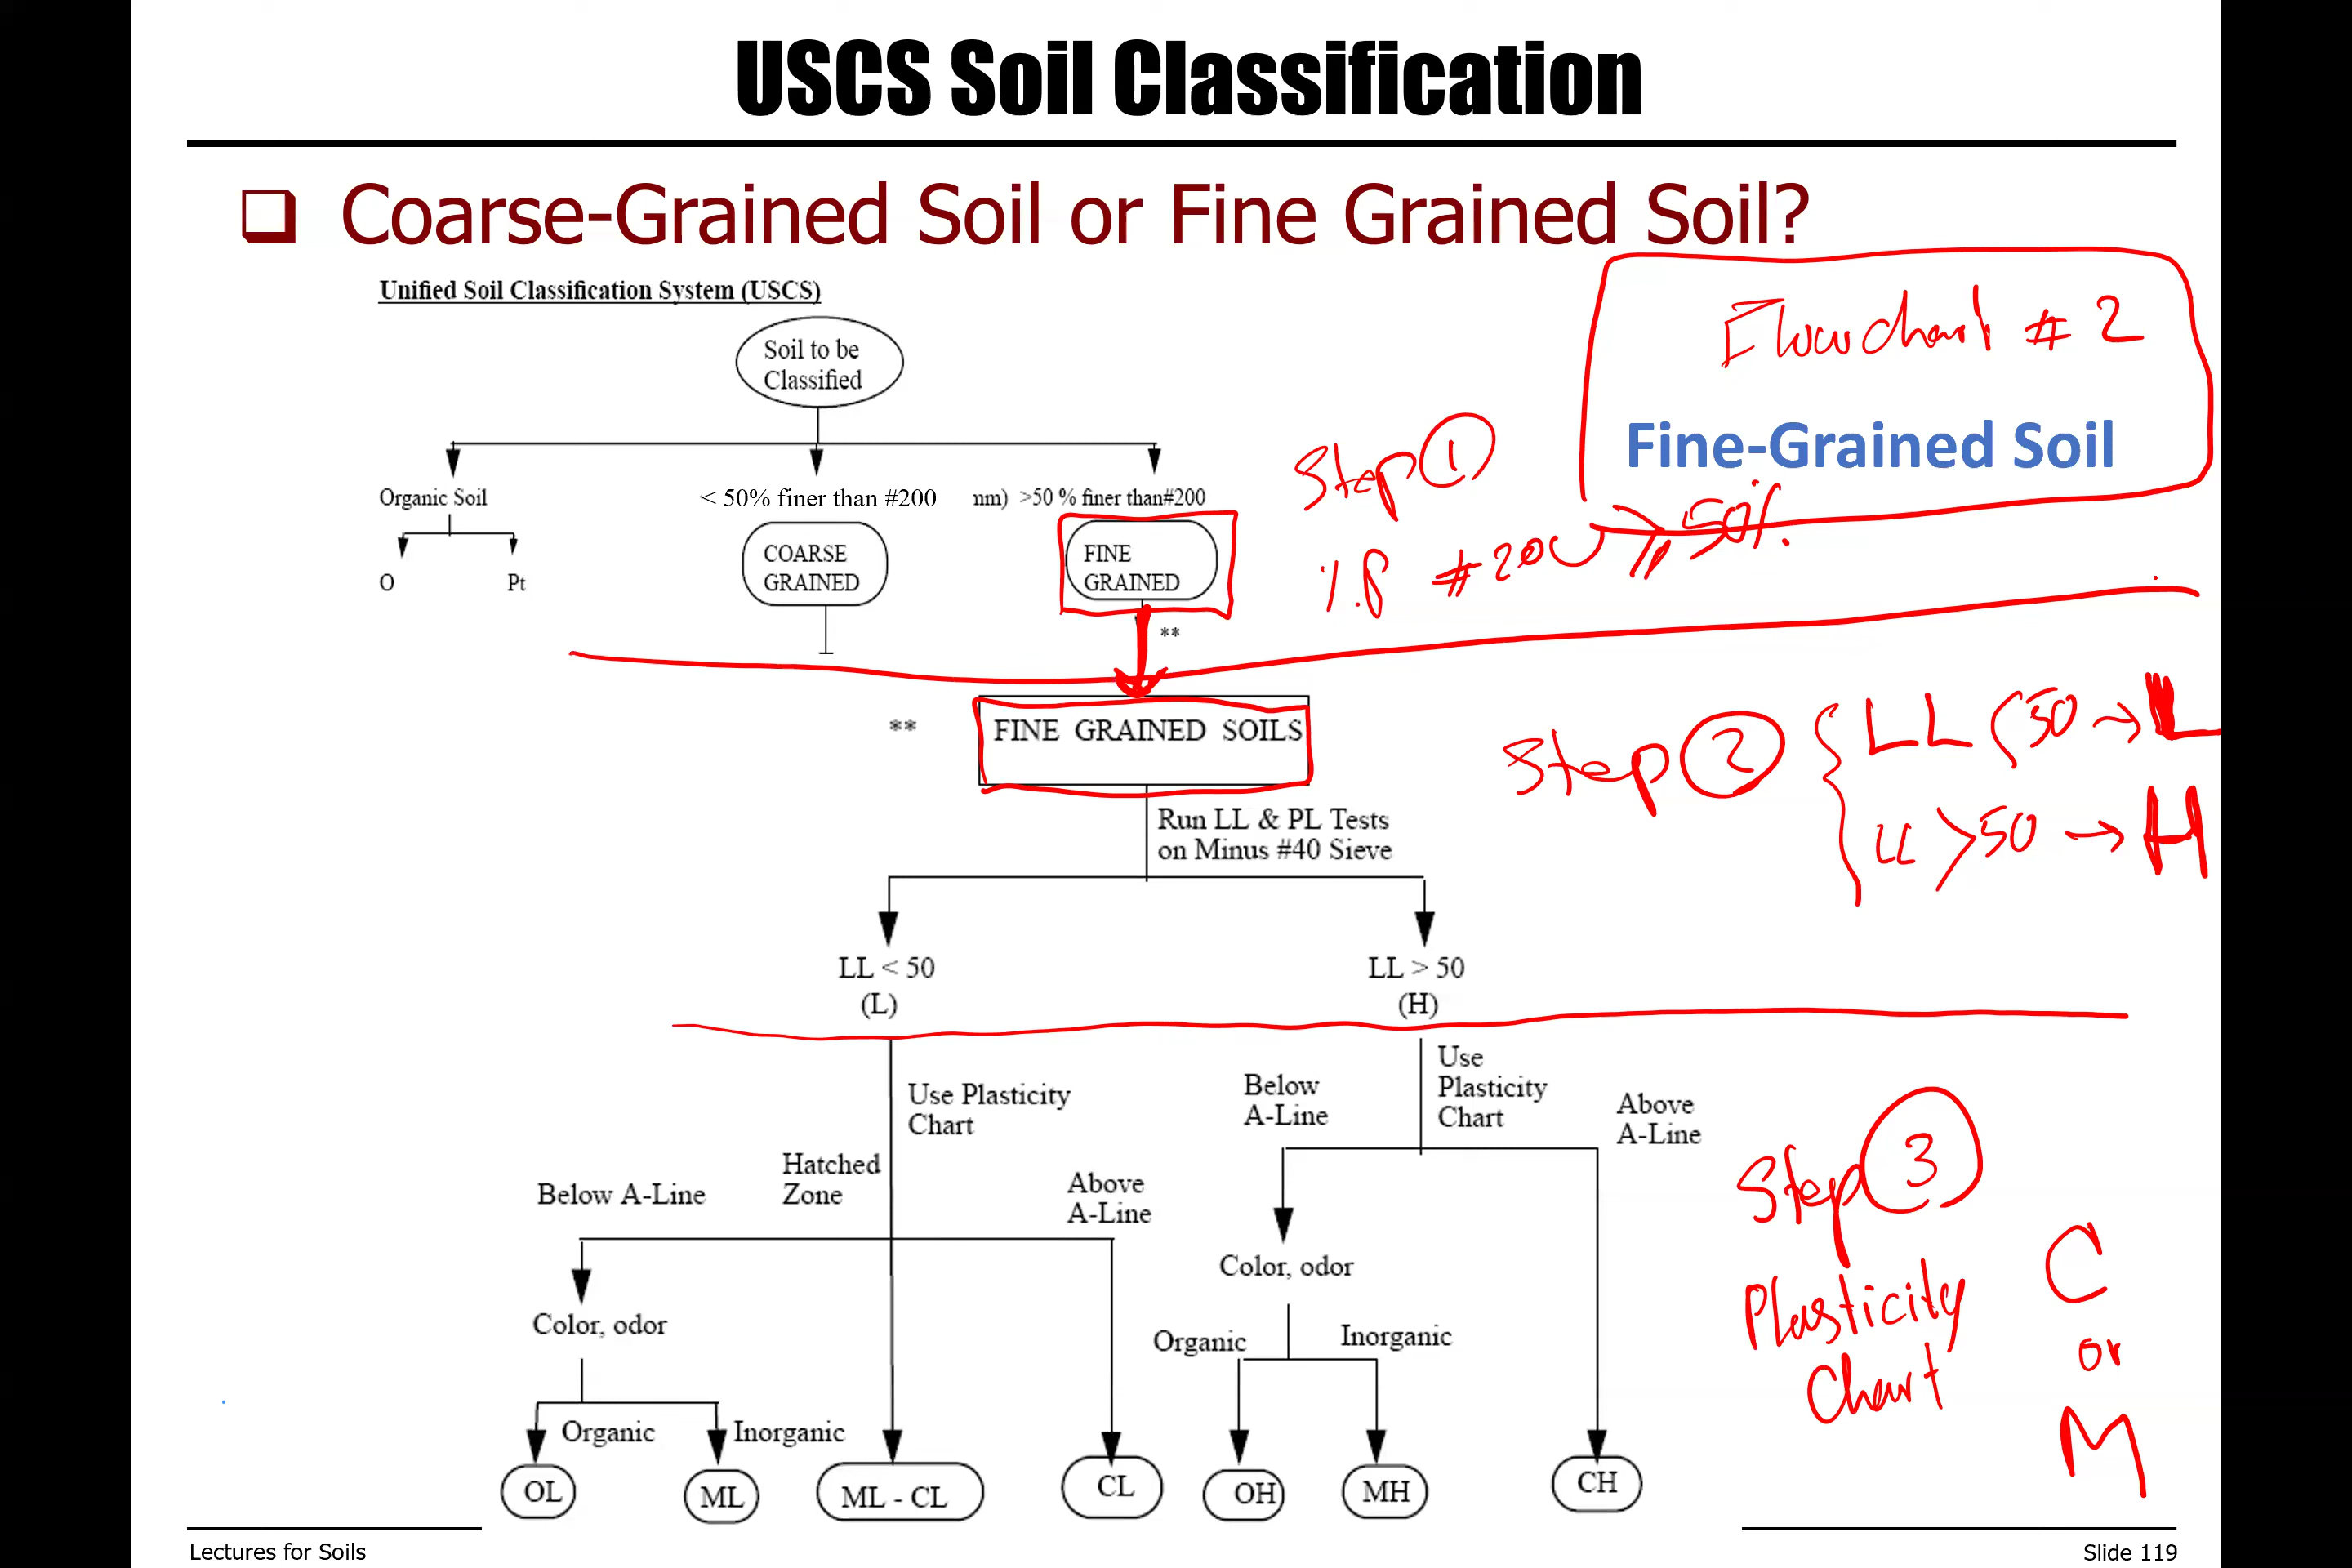 USCS Soil Classification
Coarse-Grained Soil or Fine Grained Soil?
Unified Soil Classification System (USCS)
Flowchart # 2
Fine-Grained Soil
Soil to be
Classified
Step 1
Organic Soil
< 50% finer than #200
nm) >50 % finer than#200
% P #200 ⩾ 50%.
O
Pt
COARSE
GRAINED
FINE
GRAINED
**
** FINE GRAINED SOILS
Step 2
LL < 50 → L
LL > 50 → H
Run LL & PL Tests
on Minus #40 Sieve
LL < 50
(L)
LL > 50
(H)
Use Plasticity
Chart
Below A-Line
Hatched
Zone
Above
A-Line
Below
A-Line
Use
Plasticity
Chart
Above
A-Line
Step 3
Plasticity
Chart
C
or
M
Color, odor
Color, odor
Organic
Inorganic
Organic
Inorganic
OL
ML
ML - CL
CL
OH
MH
CH
Lectures for Soils
Slide 119